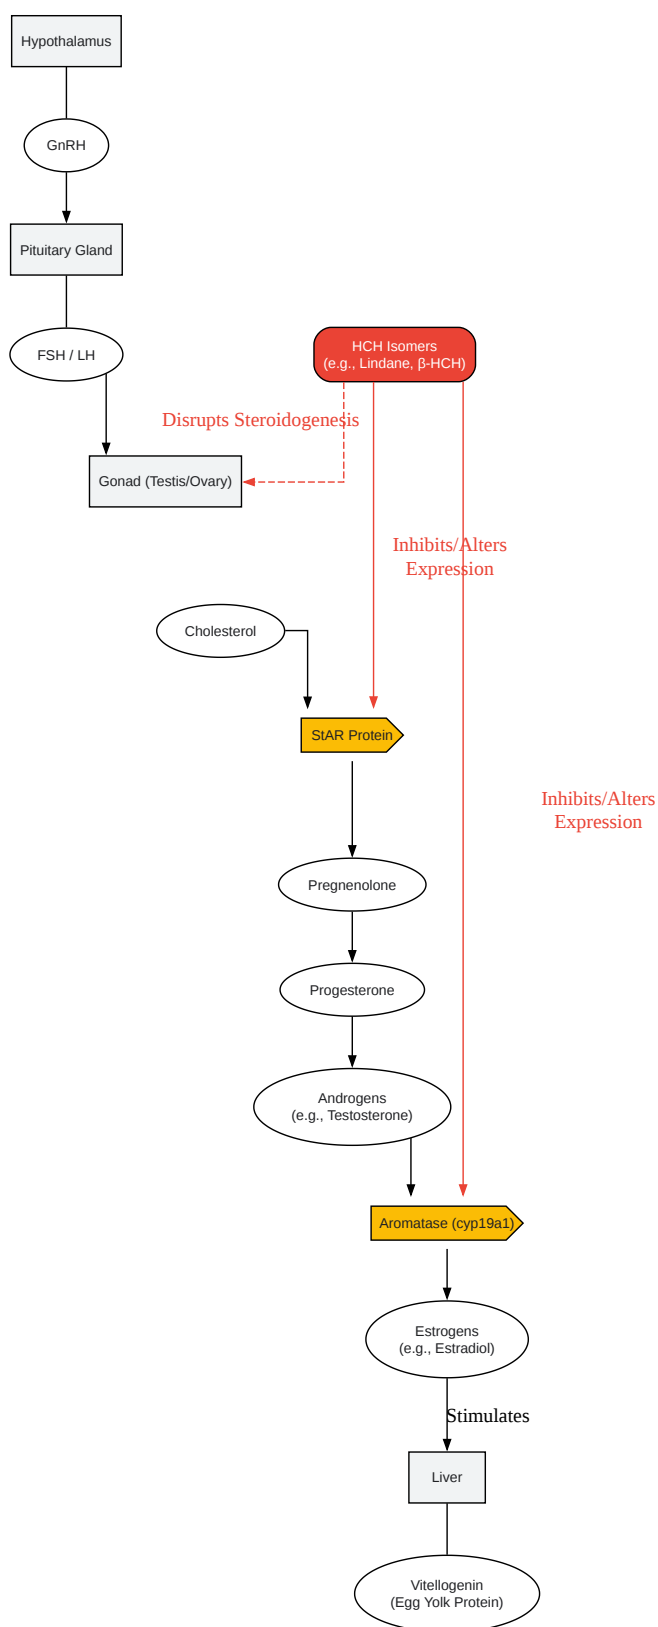 Hypothalamus
GnRH
Pituitary Gland
FSH / LH
HCH Isomers
(e.g., Lindane, β-HCH)
Disrupts Steroidogenesis
Gonad (Testis/Ovary)
Inhibits/Alters
Expression
Cholesterol
StAR Protein
Inhibits/Alters
Expression
Pregnenolone
Progesterone
Androgens
(e.g., Testosterone)
Aromatase (cyp19a1)
Estrogens
(e.g., Estradiol)
Stimulates
Liver
Vitellogenin
(Egg Yolk Protein)